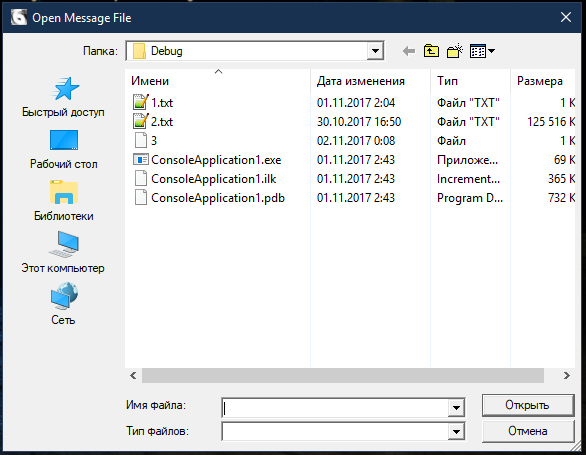 Open Message File
Папка: Debug
Имени Дата изменения Тип Размера
1.txt 01.11.2017 2:04 Файл "TXT" 1 K
2.txt 30.10.2017 16:50 Файл "TXT" 125 516 K
3 02.11.2017 0:08 Файл 1 K
ConsoleApplication1.exe 01.11.2017 2:43 Приложе... 69 K
ConsoleApplication1.ilk 01.11.2017 2:43 Increment... 365 K
ConsoleApplication1.pdb 01.11.2017 2:43 Program D... 732 K
Быстрый доступ
Рабочий стол
Библиотеки
Этот компьютер
Сеть
Имя файла: Открыть
Тип файлов: Отмена